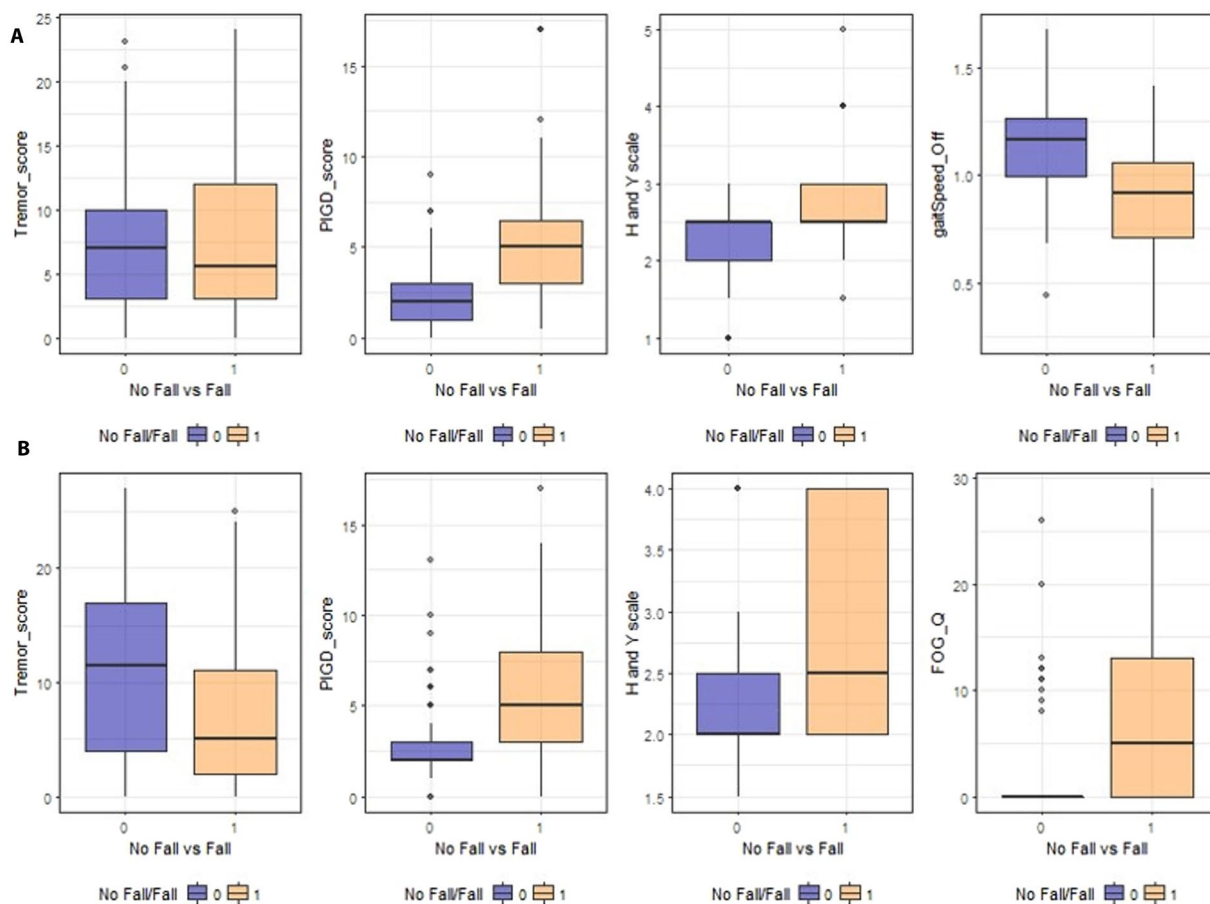 A
Tremor_score
25
20
15
10
5
0
0 1
No Fall vs Fall
No Fall/Fall 0 1
PIGD_score
15
10
5
0
0 1
No Fall vs Fall
No Fall/Fall 0 1
H and Y scale
5
4
3
2
1
0 1
No Fall vs Fall
No Fall/Fall 0 1
gaitSpeed_Off
1.5
1.0
0.5
0 1
No Fall vs Fall
No Fall/Fall 0 1
B
Tremor_score
20
10
0
0 1
No Fall vs Fall
No Fall/Fall 0 1
PIGD_score
15
10
5
0
0 1
No Fall vs Fall
No Fall/Fall 0 1
H and Y scale
4.0
3.5
3.0
2.5
2.0
1.5
0 1
No Fall vs Fall
No Fall/Fall 0 1
FOG_Q
30
20
10
0
0 1
No Fall vs Fall
No Fall/Fall 0 1